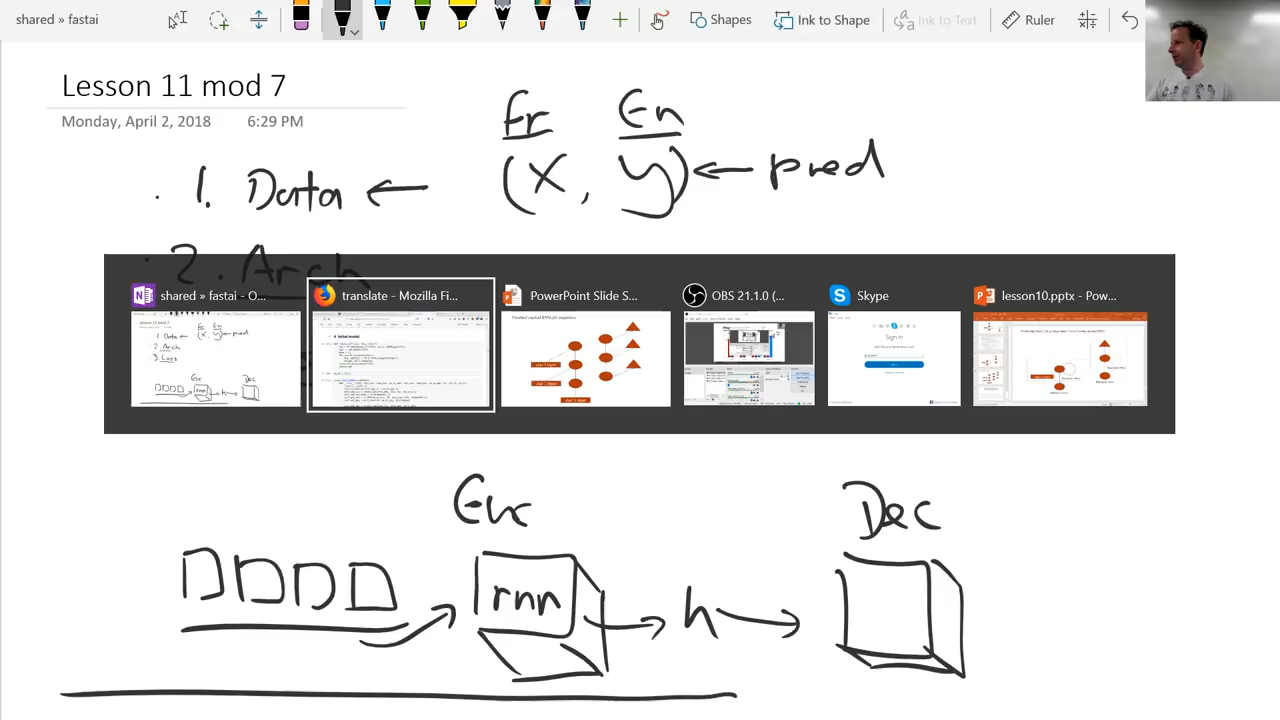 shared » fastai
Shapes
Ink to Shape
Ink to Text
Ruler
Lesson 11 mod 7
Monday, April 2, 2018 6:29 PM
Fr En
(x, y) ← pred
1. Data ←
2. Arch
shared » fastai - O...
translate - Mozilla Fi...
PowerPoint Slide S...
OBS 21.1.0 (...
Skype
lesson10.pptx - Pow...
Enc
Dec
rnn
h